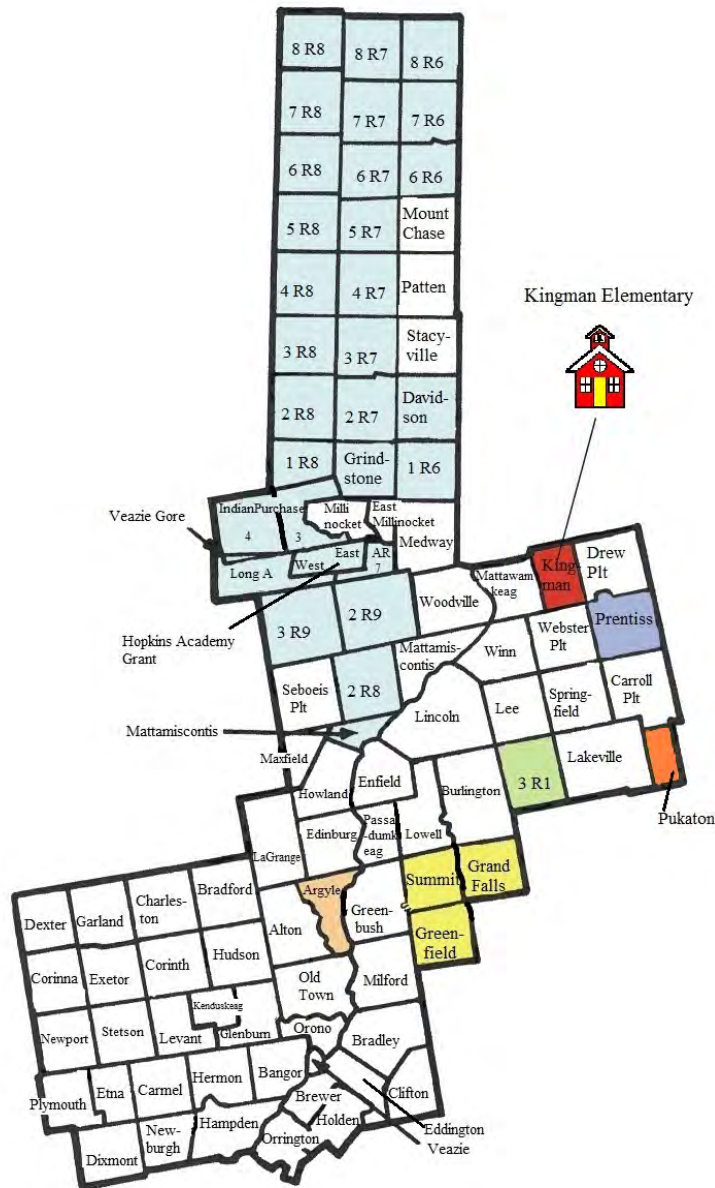 8 R8
8 R7
8 R6
7 R8
7 R7
7 R6
6 R8
6 R7
6 R6
5 R8
5 R7
Mount
Chase
4 R8
4 R7
Patten
Kingman Elementary
3 R8
3 R7
Stacy-
ville
2 R8
2 R7
David-
son
1 R8
Grind-
stone
1 R6
Veazie Gore
IndianPurchase
4
3
Milli
nocket
East
Millinocket
Medway
Long A
West
East
AR
7
Hopkins Academy
Grant
3 R9
2 R9
Woodville
Mattawam
keag
King-
man
Drew
Plt
Prentiss
Webster
Plt
Winn
Mattamis-
contis
Seboeis
Plt
2 R8
Lincoln
Lee
Spring-
field
Carroll
Plt
Mattamiscontis
Maxfield
Howland
Enfield
Burlington
3 R1
Lakeville
Pukaton
Edinburg
Passa
-dumk
eag
Lowell
LaGrange
Argyle
Summit
Grand
Falls
Green-
bush
Green-
field
Dexter
Garland
Charles-
ton
Bradford
Alton
Corinna
Exetor
Corinth
Hudson
Old
Town
Milford
Newport
Stetson
Levant
Kenduskeag
Glenburn
Orono
Bradley
Plymouth
Etna
Carmel
Hermon
Bangor
Brewer
Clifton
Dixmont
New-
burgh
Hampden
Orrington
Holden
Eddington
Veazie